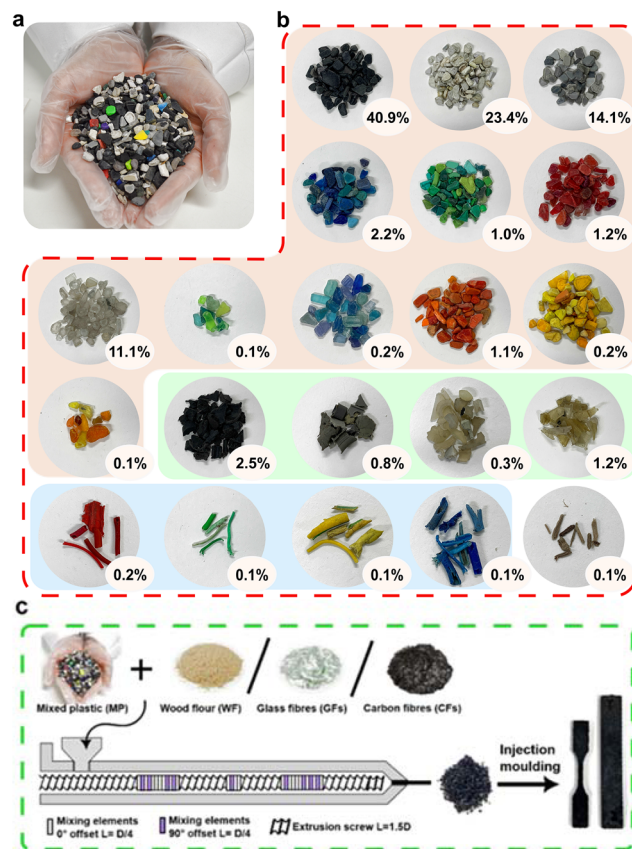 a
b
40.9%
23.4%
14.1%
2.2%
1.0%
1.2%
11.1%
0.1%
0.2%
1.1%
0.2%
0.1%
2.5%
0.8%
0.3%
1.2%
0.2%
0.1%
0.1%
0.1%
0.1%
c
Mixed plastic (MP)
Wood flour (WF)
Glass fibres (GFs)
Carbon fibres (CFs)
Injection
moulding
Mixing elements
0° offset L= D/4
Mixing elements
90° offset L= D/4
Extrusion screw L=1.5D